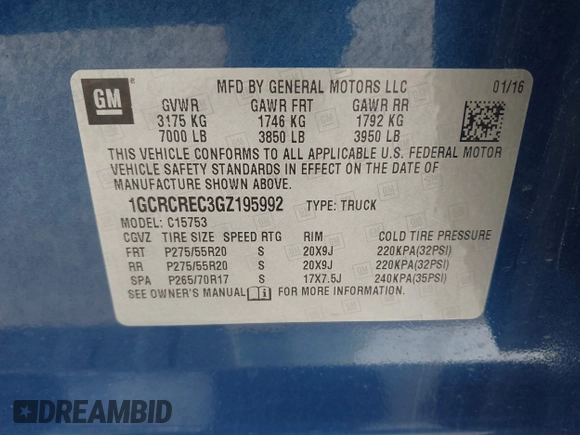 GM
MFD BY GENERAL MOTORS LLC 01/16
GVWR GAWR FRT GAWR RR
3175 KG 1746 KG 1792 KG
7000 LB 3850 LB 3950 LB
THIS VEHICLE CONFORMS TO ALL APPLICABLE U.S. FEDERAL MOTOR
VEHICLE SAFETY STANDARDS IN EFFECT ON THE DATE OF
MANUFACTURE SHOWN ABOVE.
1GCRCREC3GZ195992 TYPE: TRUCK
MODEL: C15753
CGVZ TIRE SIZE SPEED RTG RIM COLD TIRE PRESSURE
FRT P275/55R20 S 20X9J 220KPA(32PSI)
RR P275/55R20 S 20X9J 220KPA(32PSI)
SPA P265/70R17 S 17X7.5J 240KPA(35PSI)
SEE OWNER'S MANUAL FOR MORE INFORMATION.
DREAMBID